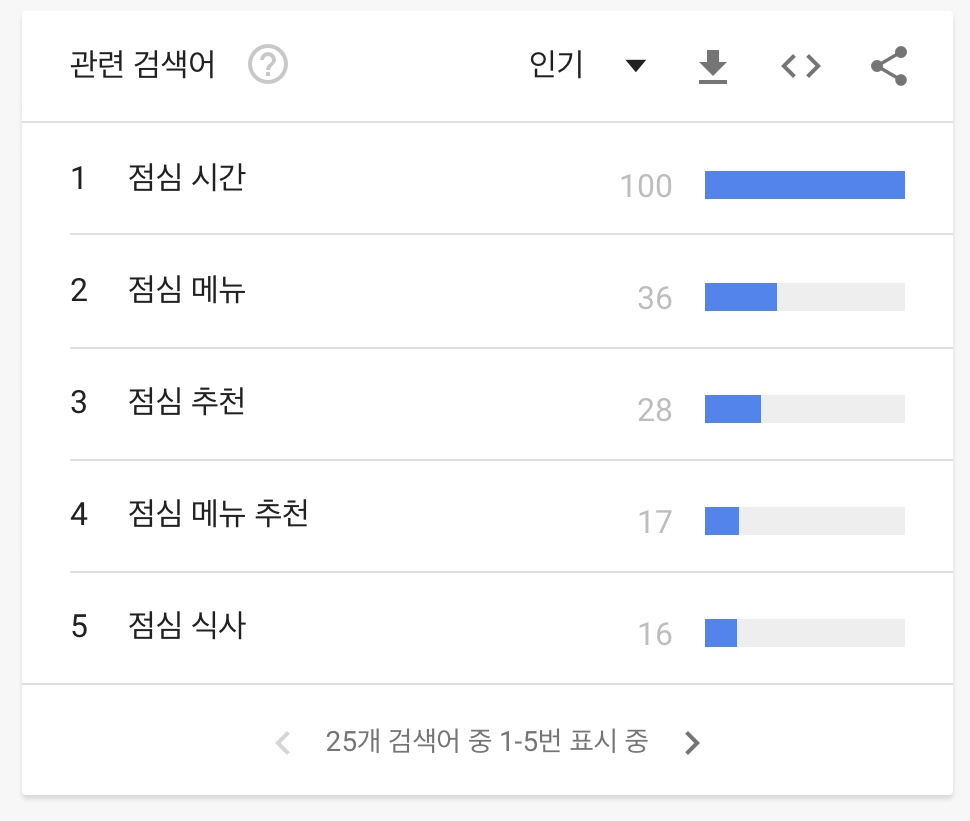 관련 검색어 ? 인기
1 점심 시간 100
2 점심 메뉴 36
3 점심 추천 28
4 점심 메뉴 추천 17
5 점심 식사 16
25개 검색어 중 1-5번 표시 중